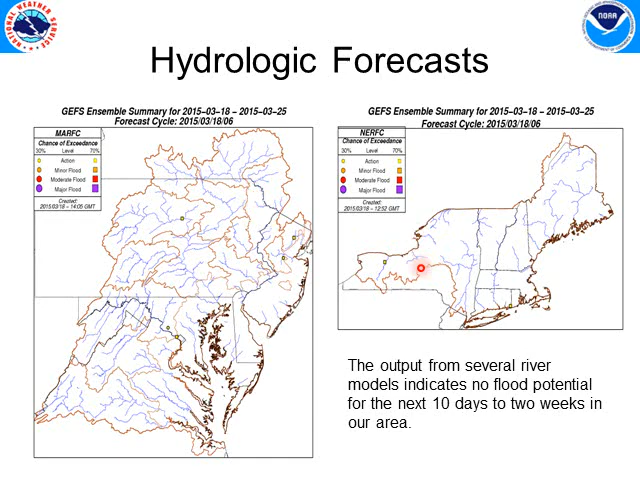 NATIONAL WEATHER SERVICE
NOAA
Hydrologic Forecasts
GEFS Ensemble Summary for 2015-03-18 - 2015-03-25
Forecast Cycle: 2015/03/18/06
MARFC
Chance of Exceedance
30% Level 70%
Action
Minor Flood
Moderate Flood
Major Flood
Created:
2015/03/18 - 14:05 GMT
GEFS Ensemble Summary for 2015-03-18 - 2015-03-25
Forecast Cycle: 2015/03/18/06
NERFC
Chance of Exceedance
30% Level 70%
Action
Minor Flood
Moderate Flood
Major Flood
Created:
2015/03/18 - 12:52 GMT
The output from several river
models indicates no flood potential
for the next 10 days to two weeks in
our area.